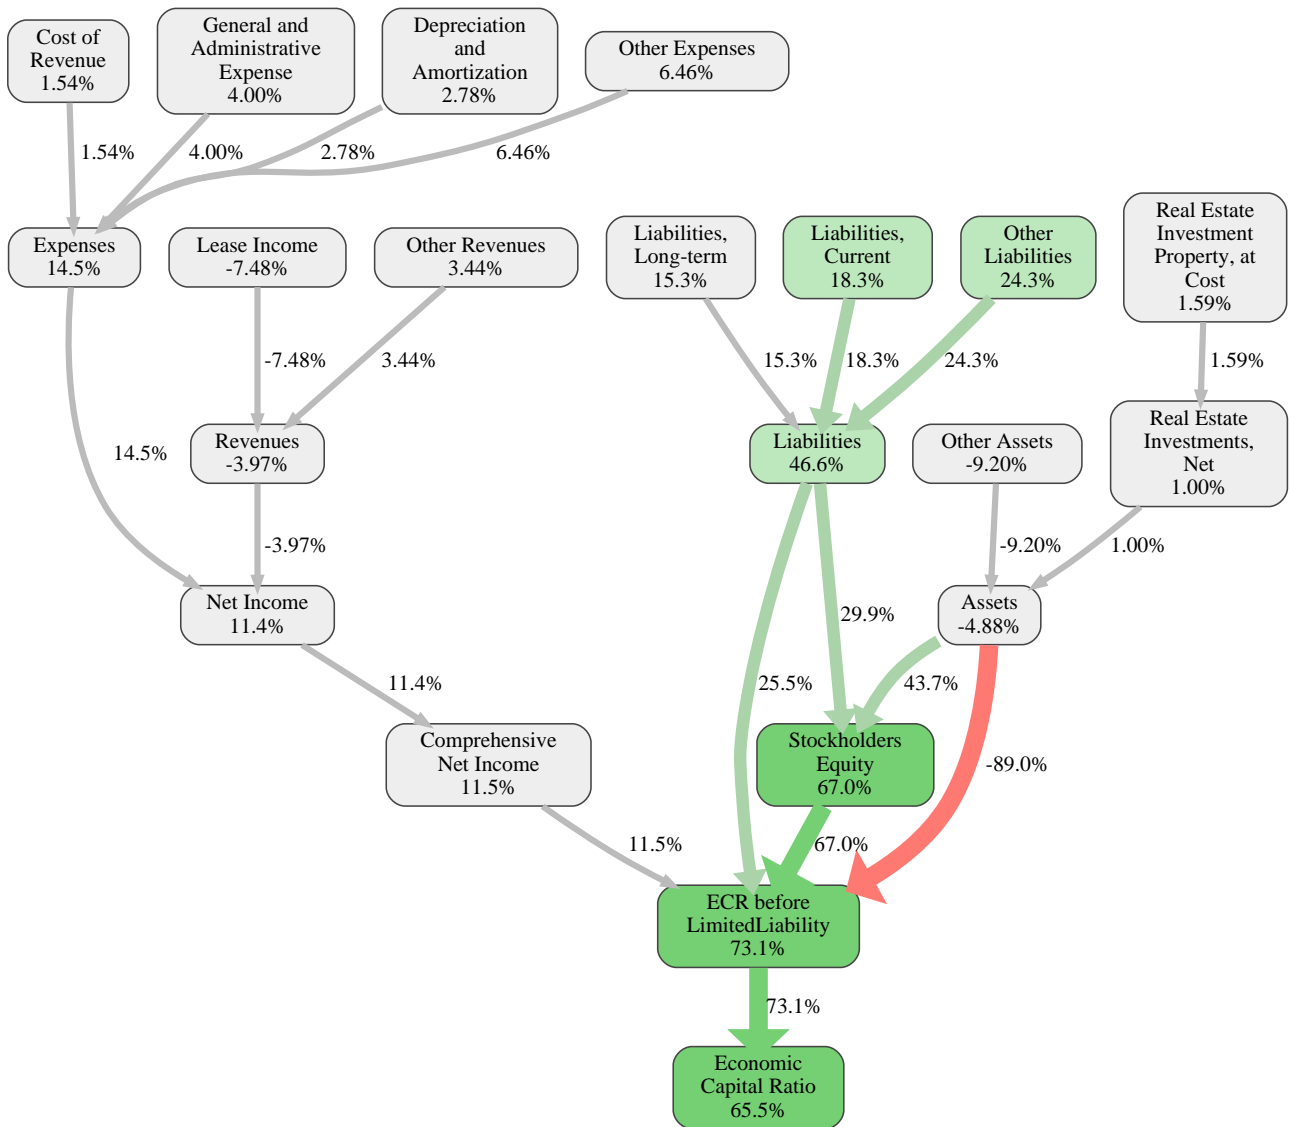 Cost of
Revenue
1.54%
General and
Administrative
Expense
4.00%
Depreciation
and
Amortization
2.78%
Other Expenses
6.46%
1.54%
4.00%
2.78%
6.46%
Expenses
14.5%
Lease Income
-7.48%
Other Revenues
3.44%
Liabilities,
Long-term
15.3%
Liabilities,
Current
18.3%
Other
Liabilities
24.3%
Real Estate
Investment
Property, at
Cost
1.59%
-7.48%
3.44%
15.3%
18.3%
24.3%
1.59%
14.5%
Revenues
-3.97%
Liabilities
46.6%
Other Assets
-9.20%
Real Estate
Investments,
Net
1.00%
-3.97%
-9.20%
1.00%
Net Income
11.4%
29.9%
Assets
-4.88%
11.4%
25.5%
43.7%
-89.0%
Comprehensive
Net Income
11.5%
Stockholders
Equity
67.0%
11.5%
67.0%
ECR before
LimitedLiability
73.1%
73.1%
Economic
Capital Ratio
65.5%